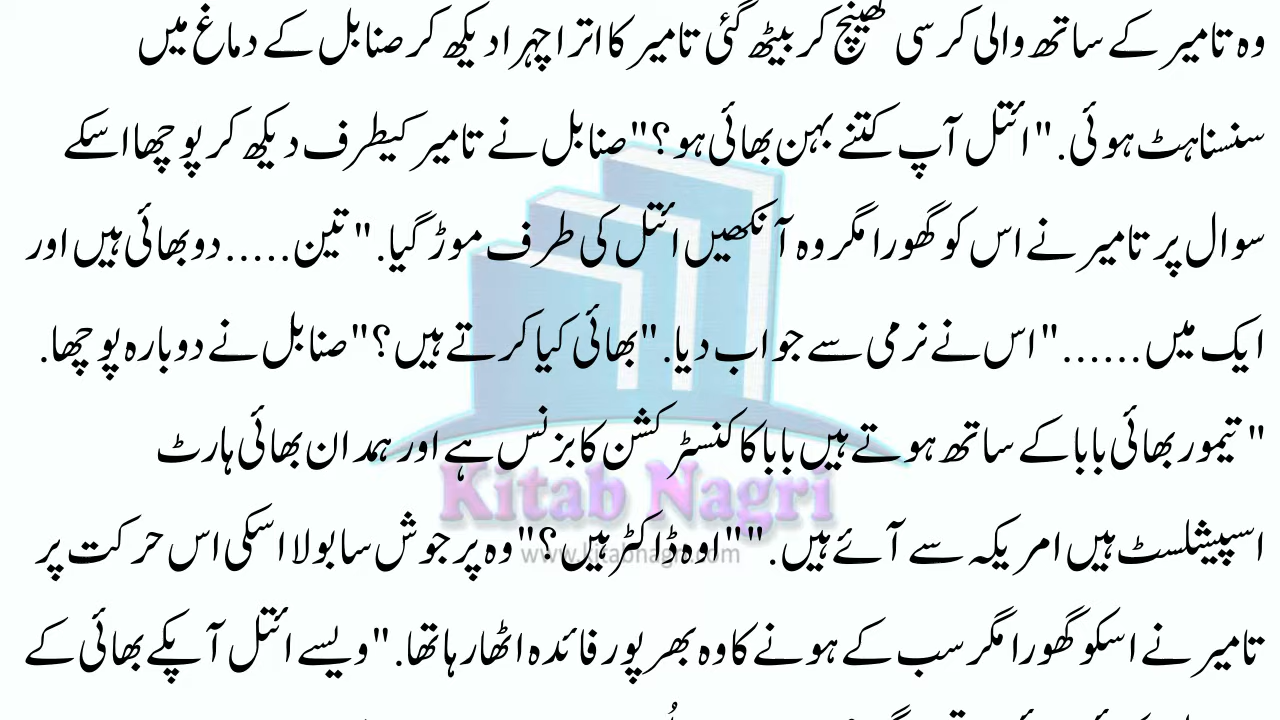 وہ تامیر کے ساتھ والی کرسی کھینچ کر بیٹھ گئی تامیر کا اترا چہرا دیکھ کر صنابل کے دماغ میں
سنسناہٹ ہوئی. "ائتل آپ کتنے بہن بھائی ہو؟" صنابل نے تامیر کیطرف دیکھ کر پوچھا اسکے
سوال پر تامیر نے اس کو گھورا مگر وہ آنکھیں ائتل کی طرف موڑ گیا. "تین..... دو بھائی ہیں اور
ایک میں......" اس نے نرمی سے جواب دیا. "بھائی کیا کرتے ہیں؟" صنابل نے دوبارہ پوچھا.
"تیمور بھائی بابا کے ساتھ ہوتے ہیں بابا کا کنسٹرکشن کا بزنس ہے اور ہمدان بھائی ہارٹ
اسپیشلسٹ ہیں امریکہ سے آئے ہیں." "اوہ ڈاکٹر ہیں؟" وہ پر جوش سا بولا اسکی اس حرکت پر
تامیر نے اسکو گھورا مگر سب کے ہونے کا وہ بھرپور فائدہ اٹھا رہا تھا. "ویسے ائتل آپکے بھائی کے
Kitab Nagri
www.kitabnagri.com